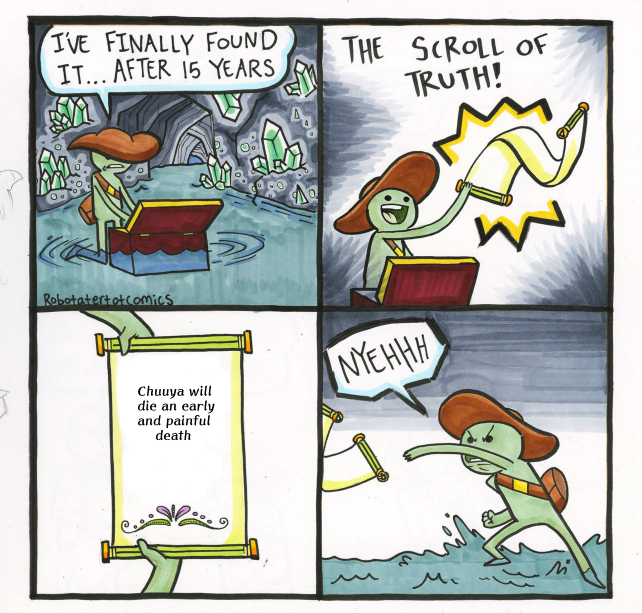 I'VE FINALLY FOUND
IT... AFTER 15 YEARS
THE SCROLL OF
TRUTH!
Robotatertotcomics
Chuuya will
die an early
and painful
death
NYEHHH